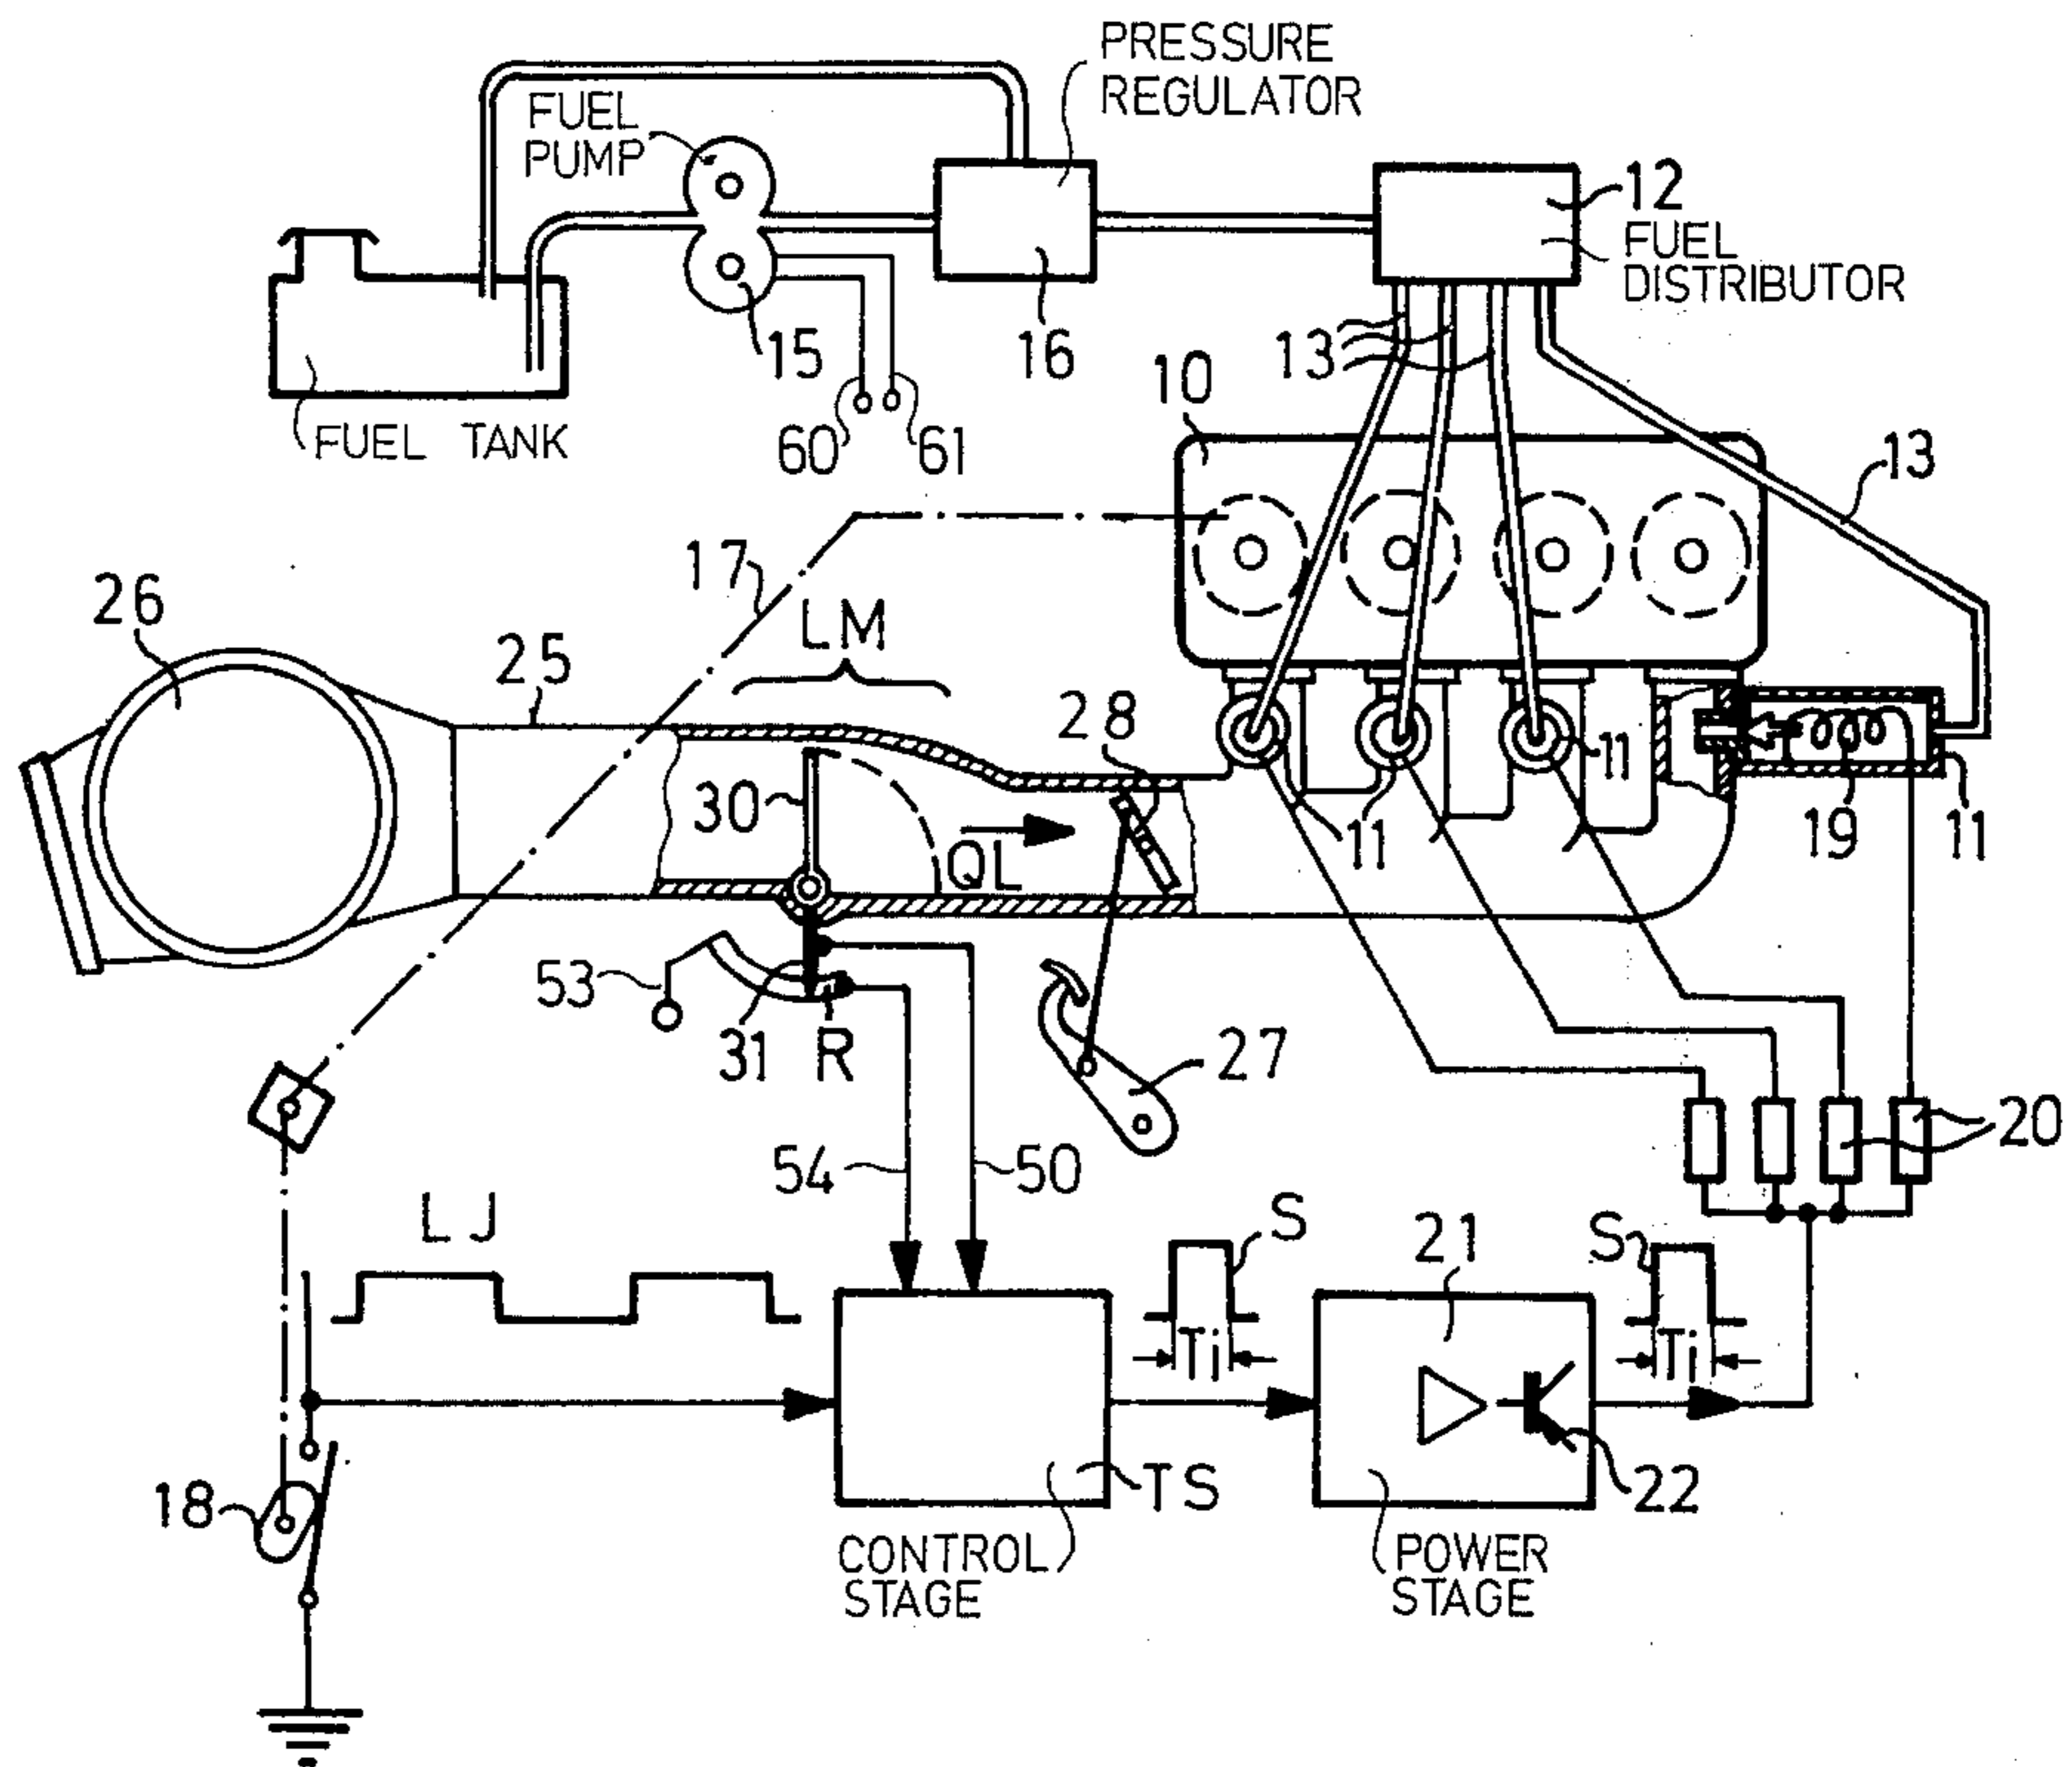 PRESSURE
REGULATOR
FUEL
PUMP
12
FUEL
DISTRIBUTOR
15
16
13
10
FUEL TANK
60
61
13
17
26
LM
25
28
30
11
QL
11
19
11
53
31
R
27
54
50
20
LJ
S
21
S
Ti
Ti
18
TS
22
CONTROL
STAGE
POWER
STAGE